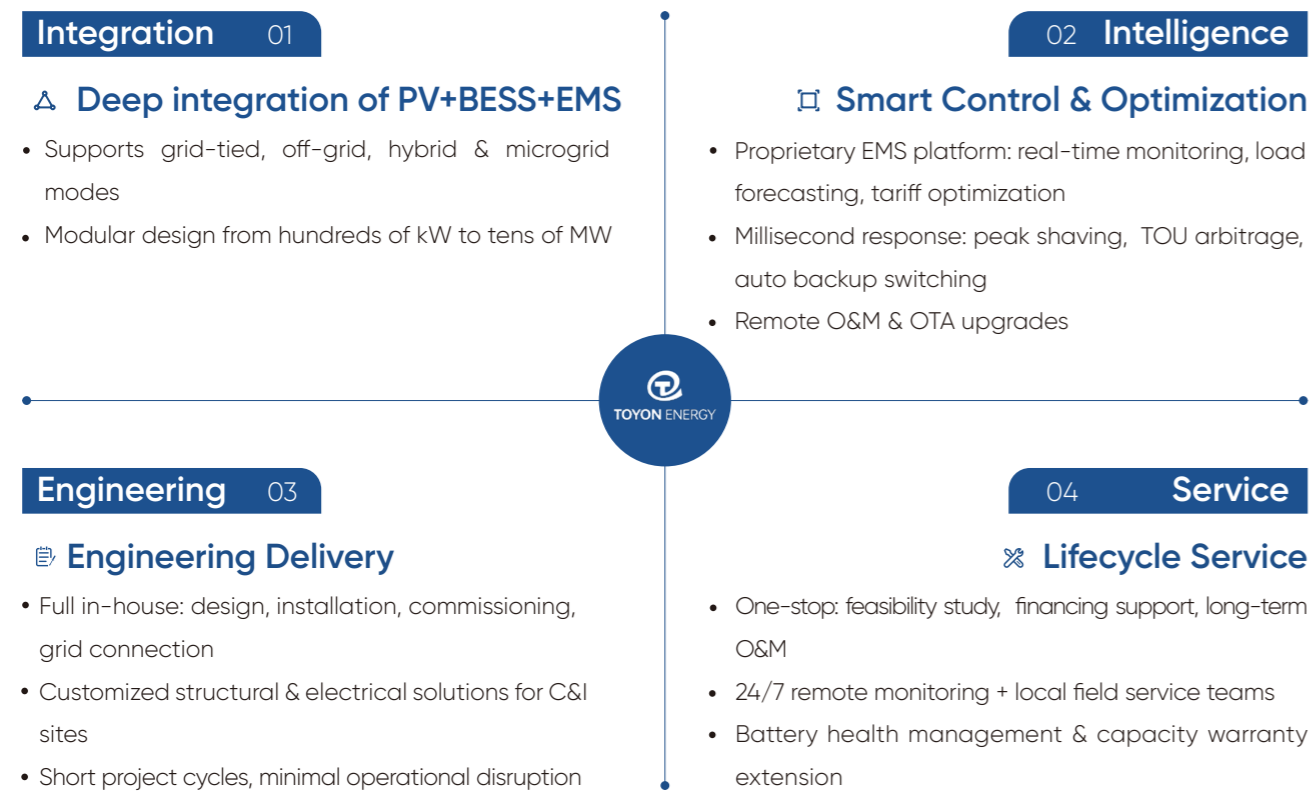 Integration 01
Deep integration of PV+BESS+EMS
• Supports grid-tied, off-grid, hybrid & microgrid
modes
• Modular design from hundreds of kW to tens of MW
02 Intelligence
Smart Control & Optimization
• Proprietary EMS platform: real-time monitoring, load
forecasting, tariff optimization
• Millisecond response: peak shaving, TOU arbitrage,
auto backup switching
• Remote O&M & OTA upgrades
TOYON ENERGY
Engineering 03
Engineering Delivery
• Full in-house: design, installation, commissioning,
grid connection
• Customized structural & electrical solutions for C&I
sites
• Short project cycles, minimal operational disruption
04 Service
Lifecycle Service
• One-stop: feasibility study, financing support, long-term
O&M
• 24/7 remote monitoring + local field service teams
• Battery health management & capacity warranty
extension